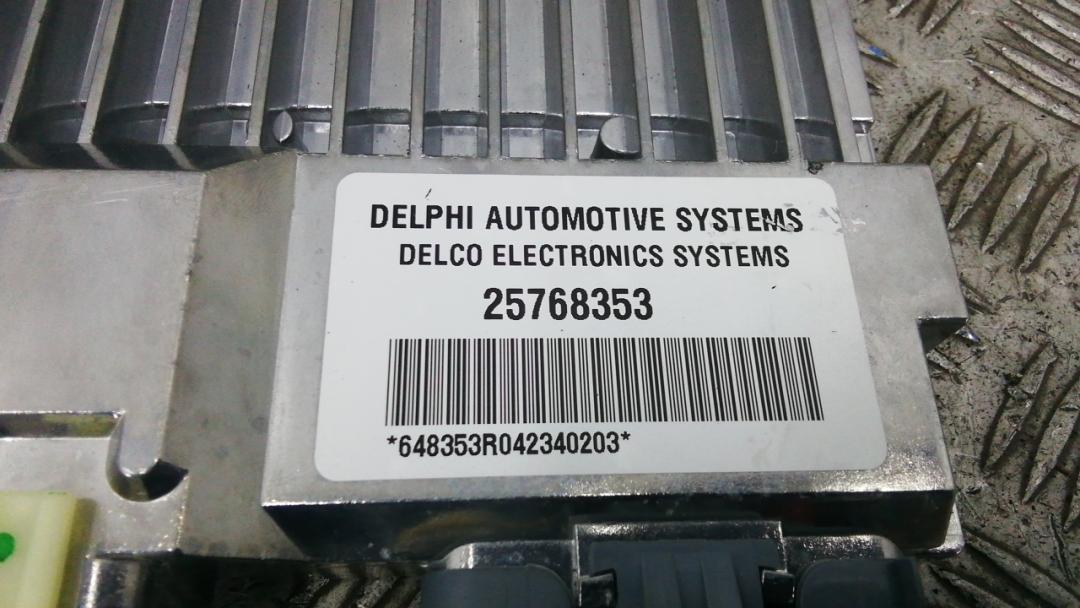 DELPHI AUTOMOTIVE SYSTEMS
DELCO ELECTRONICS SYSTEMS
25768353
*648353R042340203*